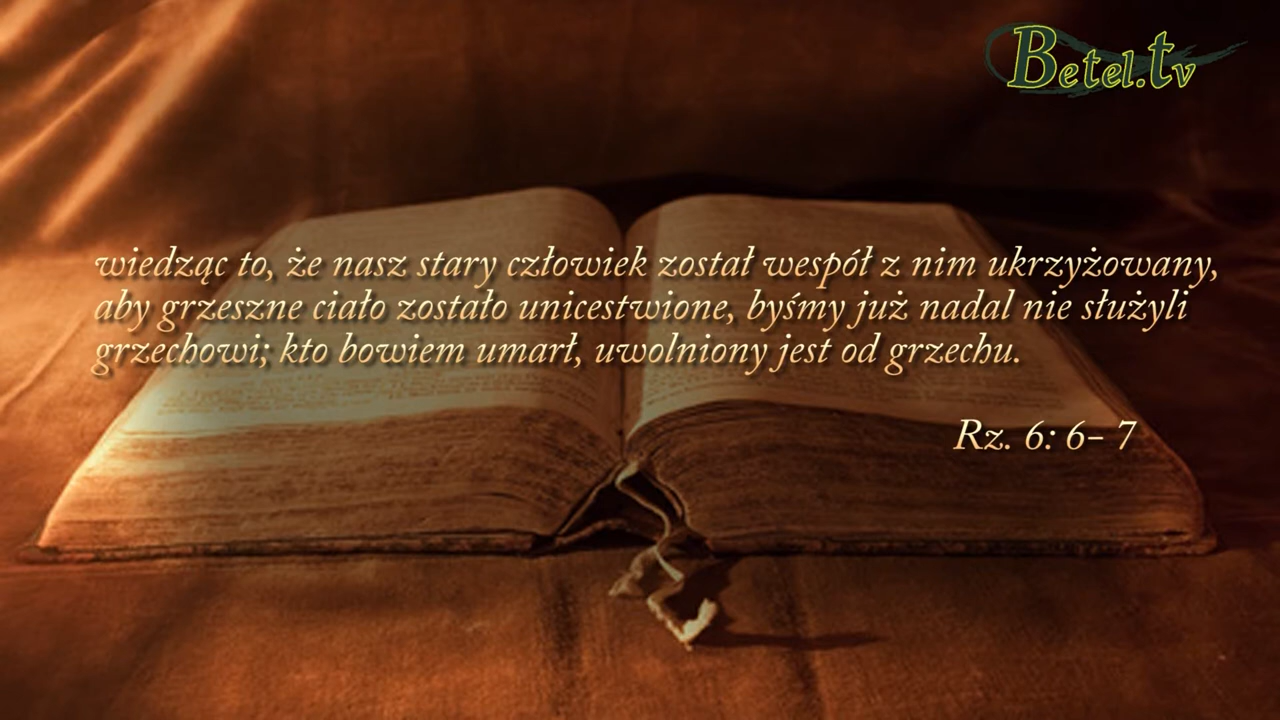 Betel.tv
wiedząc to, że nasz stary człowiek został wespół z nim ukrzyżowany,
aby grzeszne ciało zostało unicestwione, byśmy już nadal nie służyli
grzechowi; kto bowiem umarł, uwolniony jest od grzechu.
Rz. 6: 6– 7